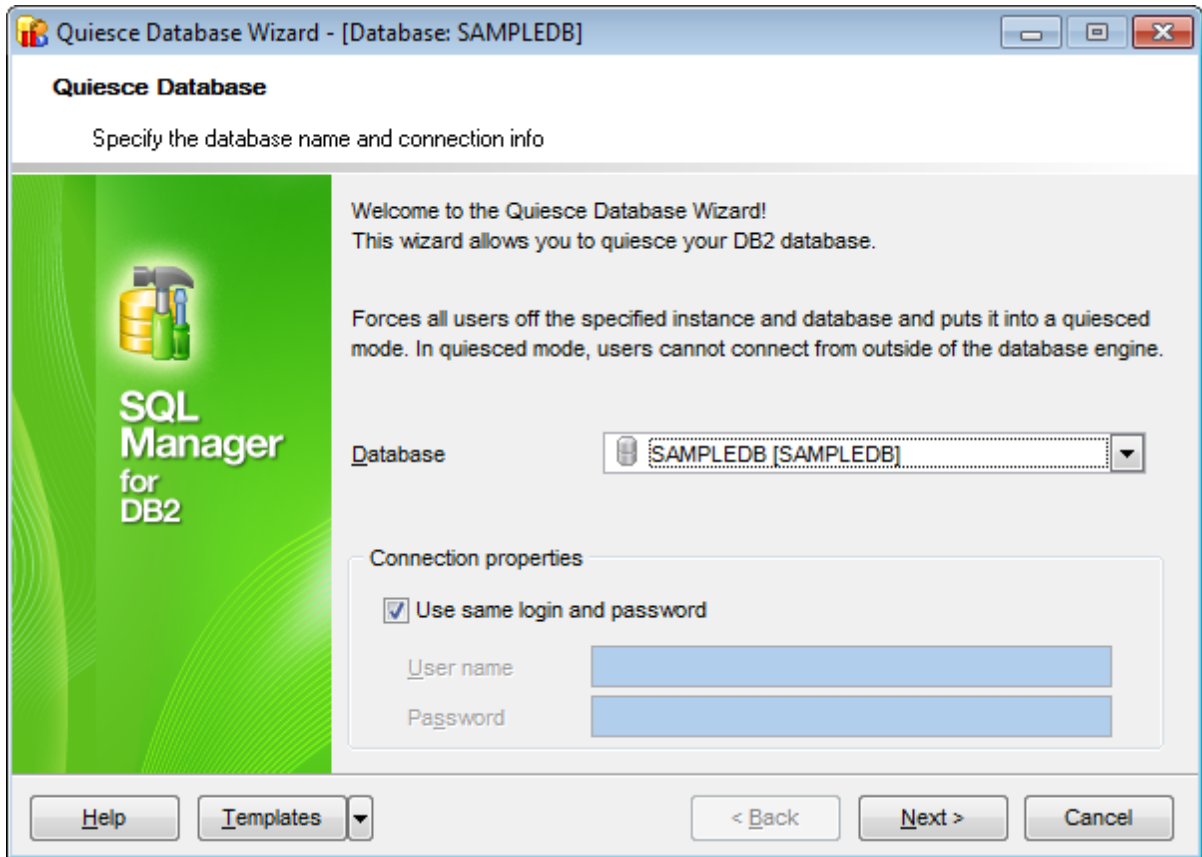 Quiesce Database Wizard - [Database: SAMPLEDB]
Quiesce Database
Specify the database name and connection info
Welcome to the Quiesce Database Wizard!
This wizard allows you to quiesce your DB2 database.
Forces all users off the specified instance and database and puts it into a quiesced
mode. In quiesced mode, users cannot connect from outside of the database engine.
SQL
Manager
for
DB2
Database
SAMPLEDB [SAMPLEDB]
Connection properties
Use same login and password
User name
Password
Help
Templates
< Back
Next >
Cancel